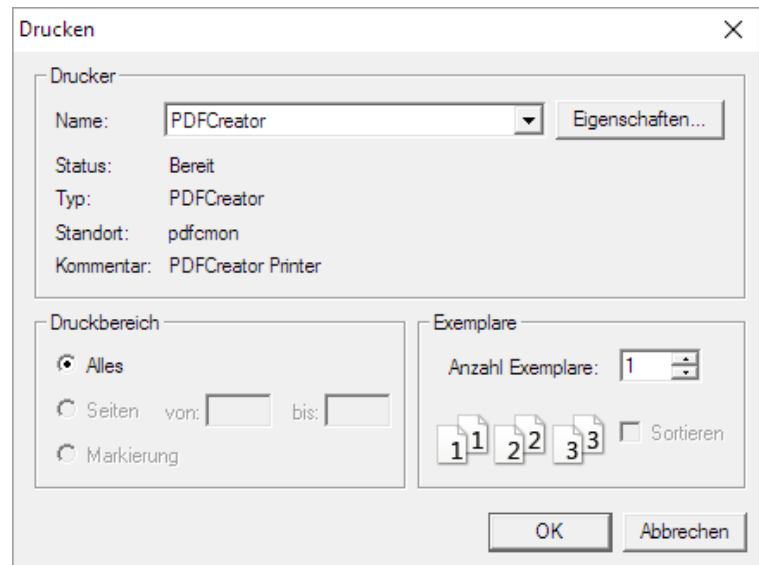 Drucken
Drucker
Name: PDFCreator Eigenschaften...
Status: Bereit
Typ: PDFCreator
Standort: pdfcmon
Kommentar: PDFCreator Printer
Druckbereich
Alles
Seiten von: bis:
Markierung
Exemplare
Anzahl Exemplare: 1
1 1 2 2 3 3 Sortieren
OK Abbrechen